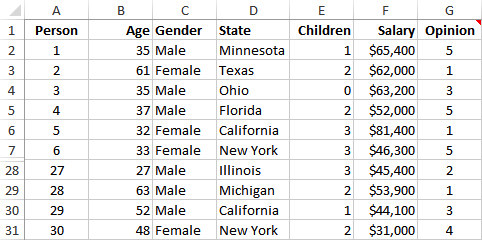 A B C D E F G
1 Person Age Gender State Children Salary Opinion
2 1 35 Male Minnesota 1 $65,400 5
3 2 61 Female Texas 2 $62,000 1
4 3 35 Male Ohio 0 $63,200 3
5 4 37 Male Florida 2 $52,000 5
6 5 32 Female California 3 $81,400 1
7 6 33 Female New York 3 $46,300 5
28 27 27 Male Illinois 3 $45,400 2
29 28 63 Male Michigan 2 $53,900 1
30 29 52 Male California 1 $44,100 3
31 30 48 Female New York 2 $31,000 4